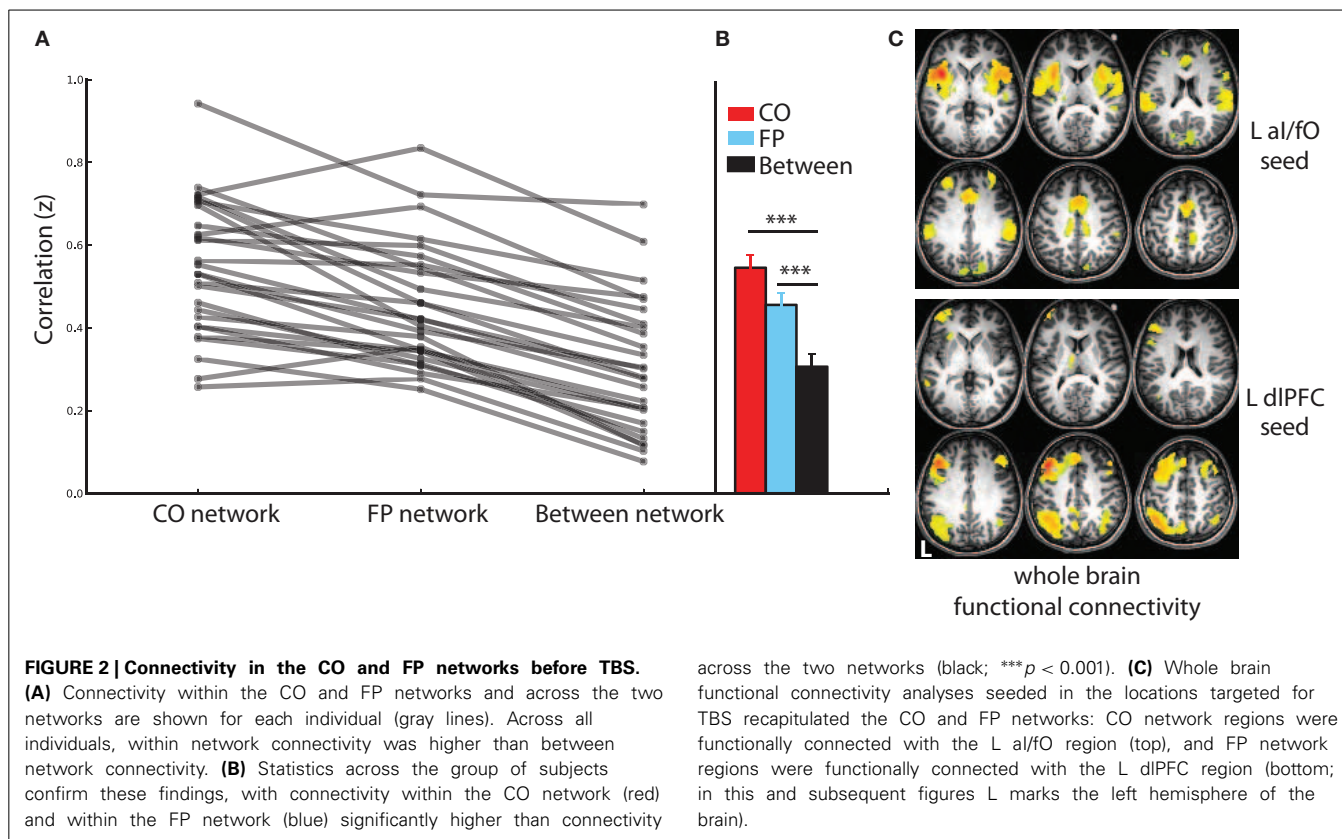 A
1.0
0.8
0.6
0.4
0.2
0.0
Correlation (z)
CO network
FP network
Between network
B
CO
FP
Between
***
***
C
L aI/fO
seed
L dlPFC
seed
L
whole brain
functional connectivity
FIGURE 2 | Connectivity in the CO and FP networks before TBS.
(A) Connectivity within the CO and FP networks and across the two
networks are shown for each individual (gray lines). Across all
individuals, within network connectivity was higher than between
network connectivity. (B) Statistics across the group of subjects
confirm these findings, with connectivity within the CO network (red)
and within the FP network (blue) significantly higher than connectivity
across the two networks (black; ***p < 0.001). (C) Whole brain
functional connectivity analyses seeded in the locations targeted for
TBS recapitulated the CO and FP networks: CO network regions were
functionally connected with the L aI/fO region (top), and FP network
regions were functionally connected with the L dlPFC region (bottom;
in this and subsequent figures L marks the left hemisphere of the
brain).